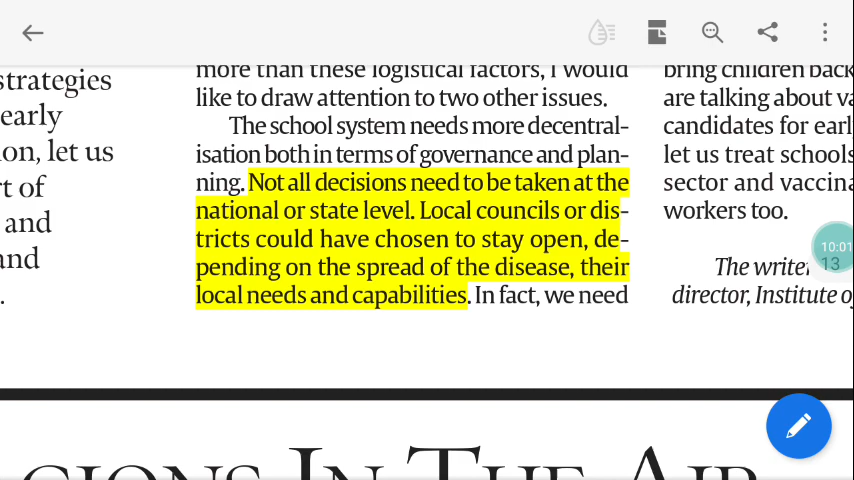 strategies
early
on, let us
t of
and
and
.
more than these logistical factors, I would
like to draw attention to two other issues.
The school system needs more decentral-
isation both in terms of governance and plan-
ning. Not all decisions need to be taken at the
national or state level. Local councils or dis-
tricts could have chosen to stay open, de-
pending on the spread of the disease, their
local needs and capabilities. In fact, we need
bring children back
are talking about va
candidates for earl
let us treat schools
sector and vaccina
workers too.
The writer
director, Institute o
10:01
13
CIONS IN THE AIR